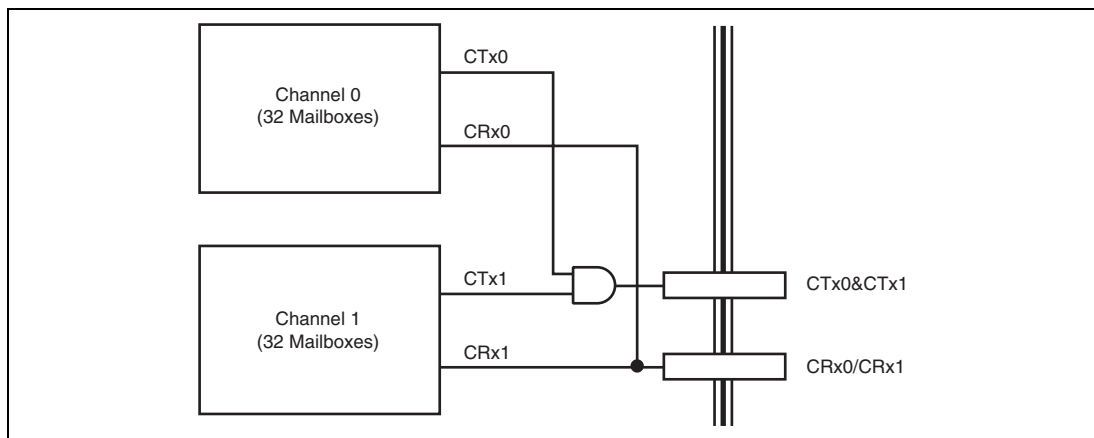 CTx0
Channel 0
(32 Mailboxes)
CRx0
CTx1
CTx0&CTx1
Channel 1
(32 Mailboxes)
CRx1
CRx0/CRx1